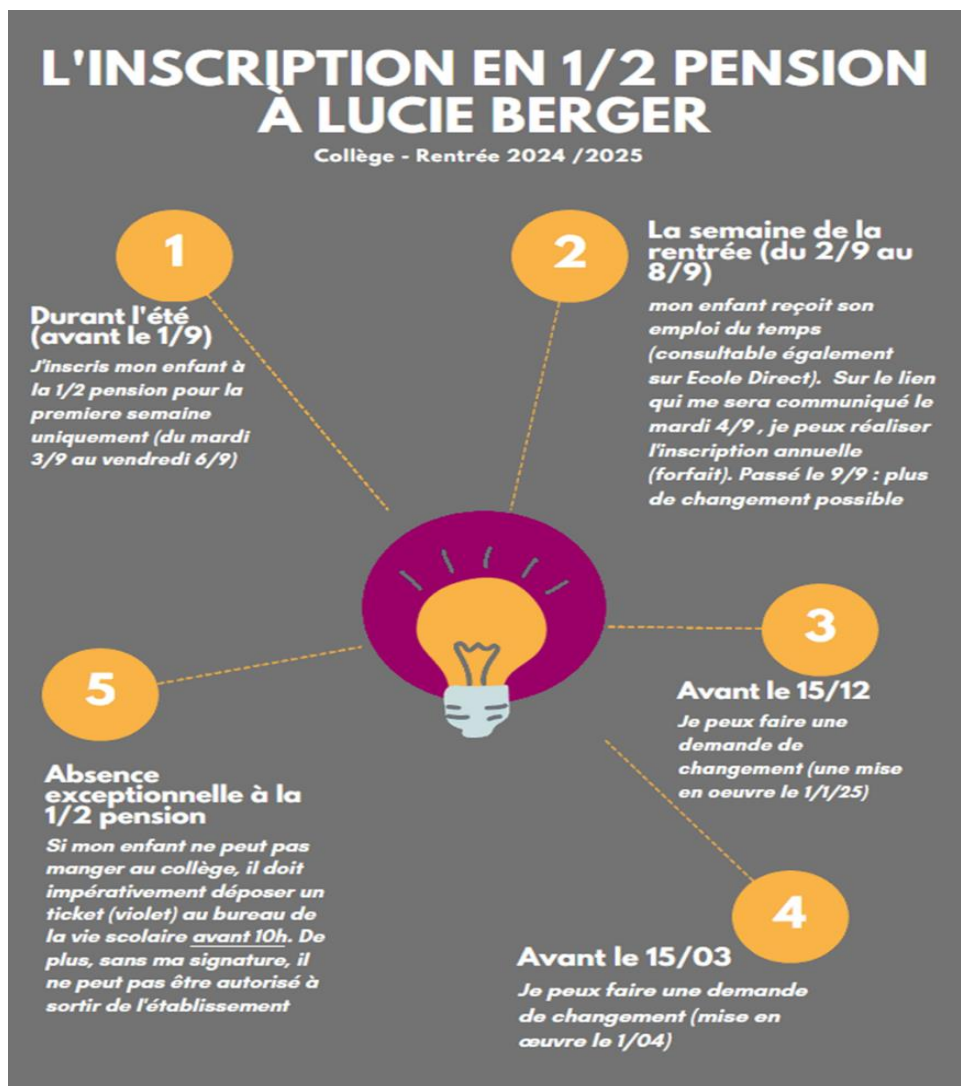 L'INSCRIPTION EN 1/2 PENSION
À LUCIE BERGER
Collège - Rentrée 2024 /2025
1
Durant l'été
(avant le 1/9)
J'inscris mon enfant à
la 1/2 pension pour la
premiere semaine
uniquement (du mardi
3/9 au vendredi 6/9)
2
La semaine de la
rentrée (du 2/9 au
8/9)
mon enfant reçoit son
emploi du temps
(consultable également
sur Ecole Direct). Sur le lien
qui me sera communiqué le
mardi 4/9 , je peux réaliser
l'inscription annuelle
(forfait). Passé le 9/9 : plus
de changement possible
3
Avant le 15/12
Je peux faire une
demande de
changement (une mise
en oeuvre le 1/1/25)
4
Avant le 15/03
Je peux faire une demande
de changement (mise en
œuvre le 1/04)
5
Absence
exceptionnelle à la
1/2 pension
Si mon enfant ne peut pas
manger au collège, il doit
impérativement déposer un
ticket (violet) au bureau de
la vie scolaire avant 10h. De
plus, sans ma signature, il
ne peut pas être autorisé à
sortir de l'établissement